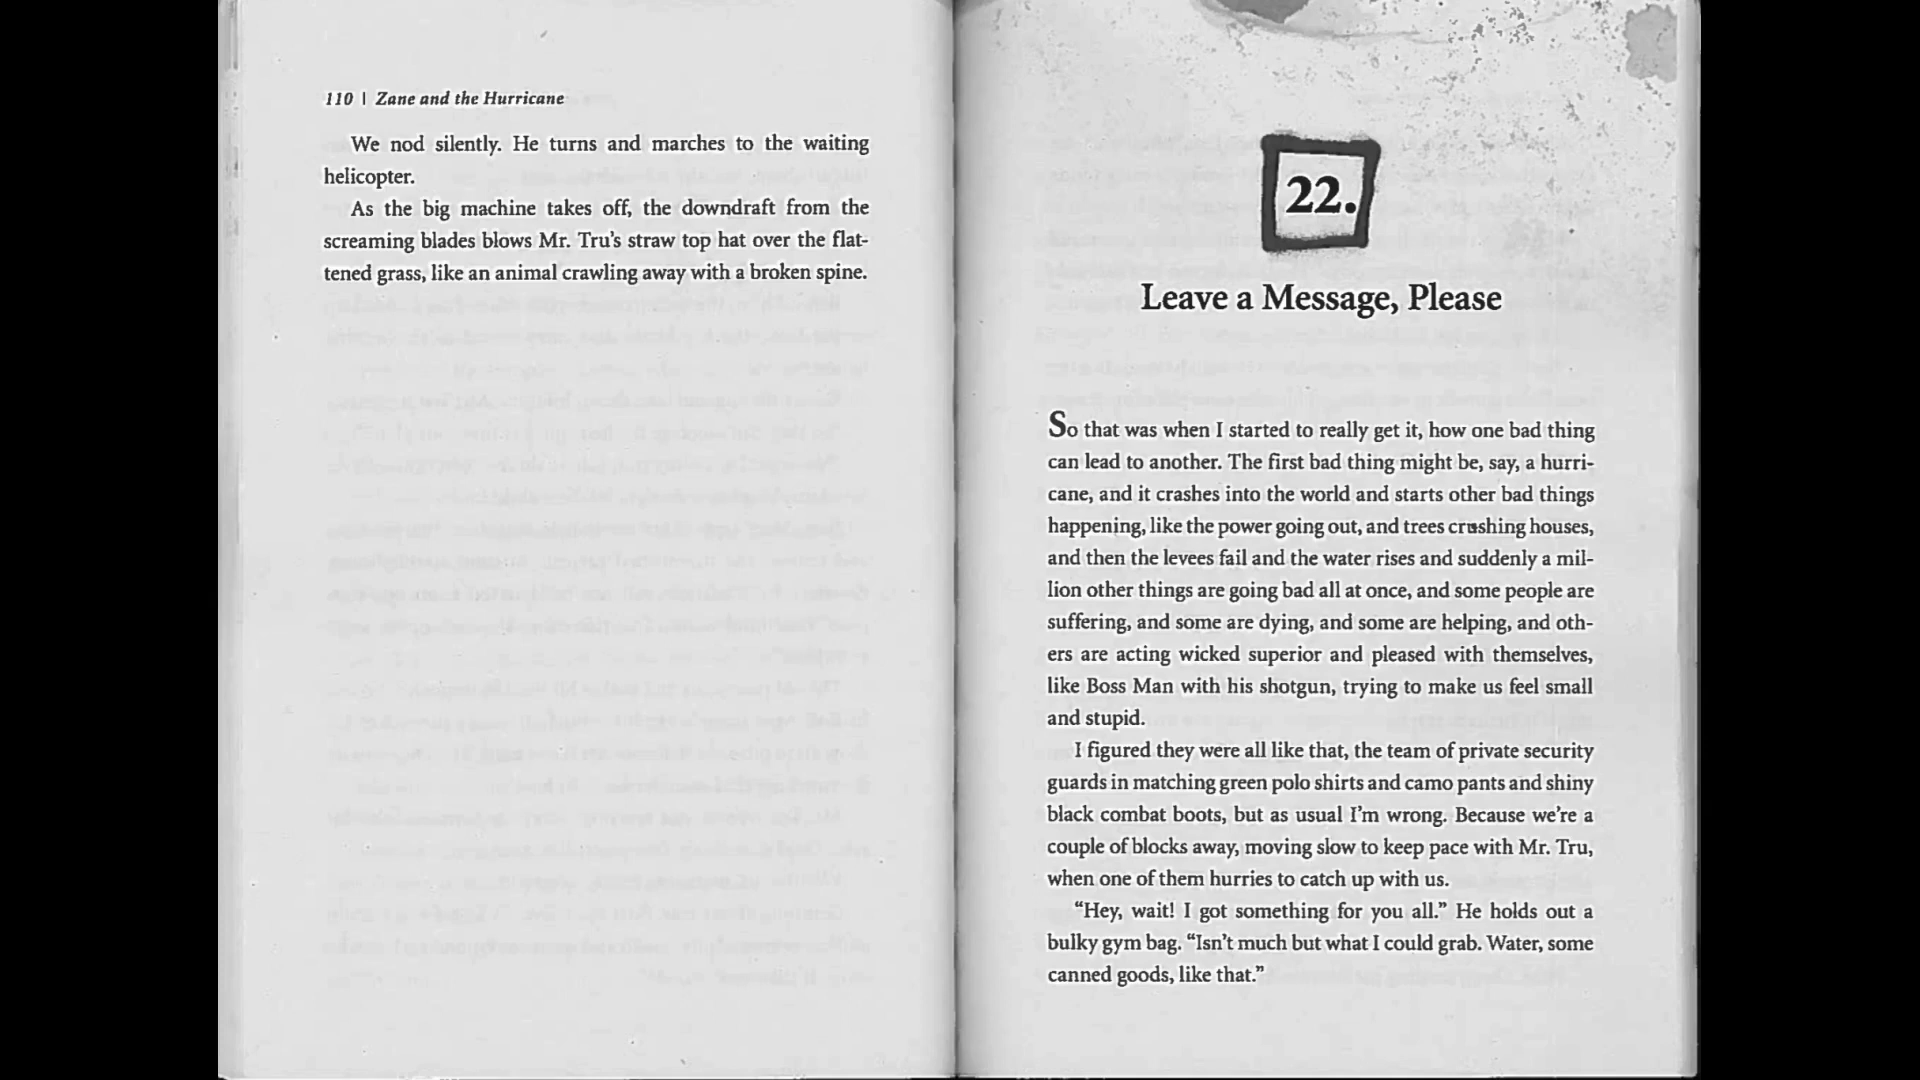 110 | Zane and the Hurricane
We nod silently. He turns and marches to the waiting
helicopter.
As the big machine takes off, the downdraft from the
screaming blades blows Mr. Tru's straw top hat over the flat-
tened grass, like an animal crawling away with a broken spine.
22.
Leave a Message, Please
So that was when I started to really get it, how one bad thing
can lead to another. The first bad thing might be, say, a hurri-
cane, and it crashes into the world and starts other bad things
happening, like the power going out, and trees crushing houses,
and then the levees fail and the water rises and suddenly a mil-
lion other things are going bad all at once, and some people are
suffering, and some are dying, and some are helping, and oth-
ers are acting wicked superior and pleased with themselves,
like Boss Man with his shotgun, trying to make us feel small
and stupid.
I figured they were all like that, the team of private security
guards in matching green polo shirts and camo pants and shiny
black combat boots, but as usual I'm wrong. Because we're a
couple of blocks away, moving slow to keep pace with Mr. Tru,
when one of them hurries to catch up with us.
"Hey, wait! I got something for you all." He holds out a
bulky gym bag. "Isn't much but what I could grab. Water, some
canned goods, like that."